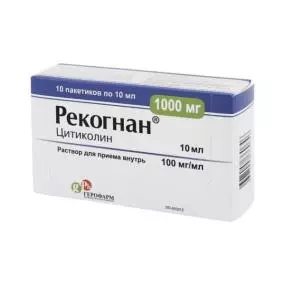 10 пакетиков по 10 мл
1000 мг
Рекогнан®
Цитиколин
10 мл
Раствор для приема внутрь
100 мг/мл
ГЕРОФАРМ